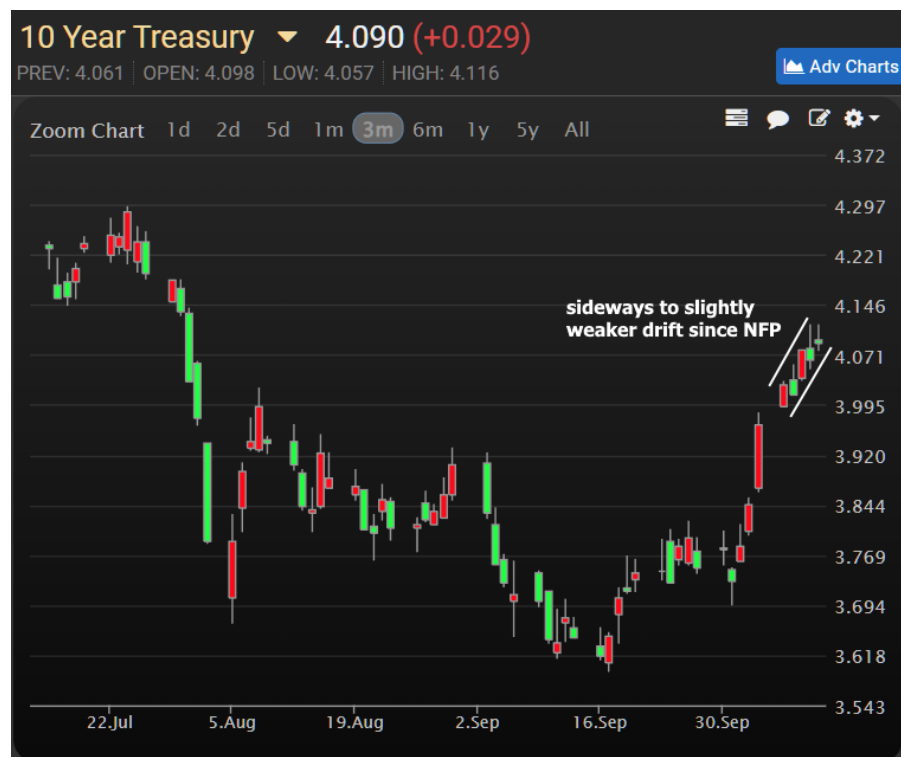 10 Year Treasury 4.090 (+0.029)
PREV: 4.061 OPEN: 4.098 LOW: 4.057 HIGH: 4.116
Adv Charts
Zoom Chart 1d 2d 5d 1m 3m 6m 1y 5y All
4.372
4.297
4.221
sideways to slightly
4.146
weaker drift since NFP
4.071
3.995
3.920
3.844
3.769
3.694
3.618
3.543
22.Jul 5.Aug 19.Aug 2.Sep 16.Sep 30.Sep